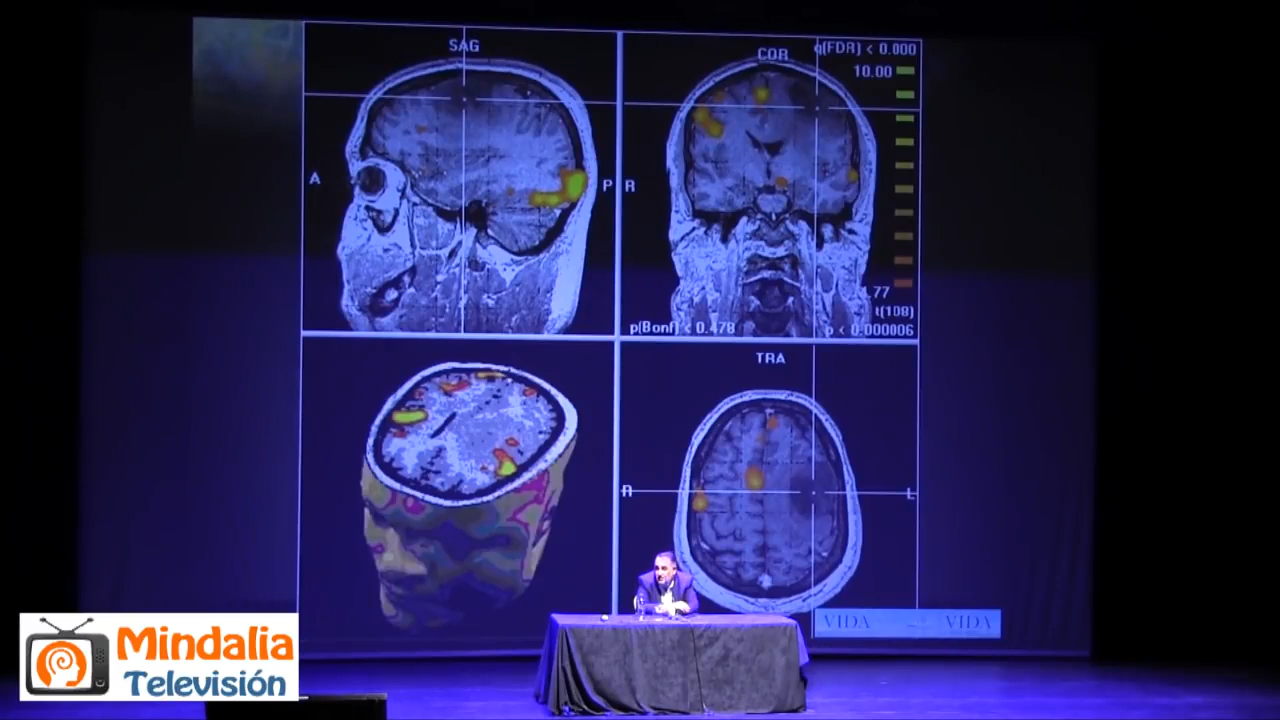 SAG
COR
q(FDR) < 0.000
10.00
A
P
R
.77
t(108)
p(Bonf) < 0.478
p < 0.000006
TRA
R
L
VIDA
VIDA
Mindalia
Televisión